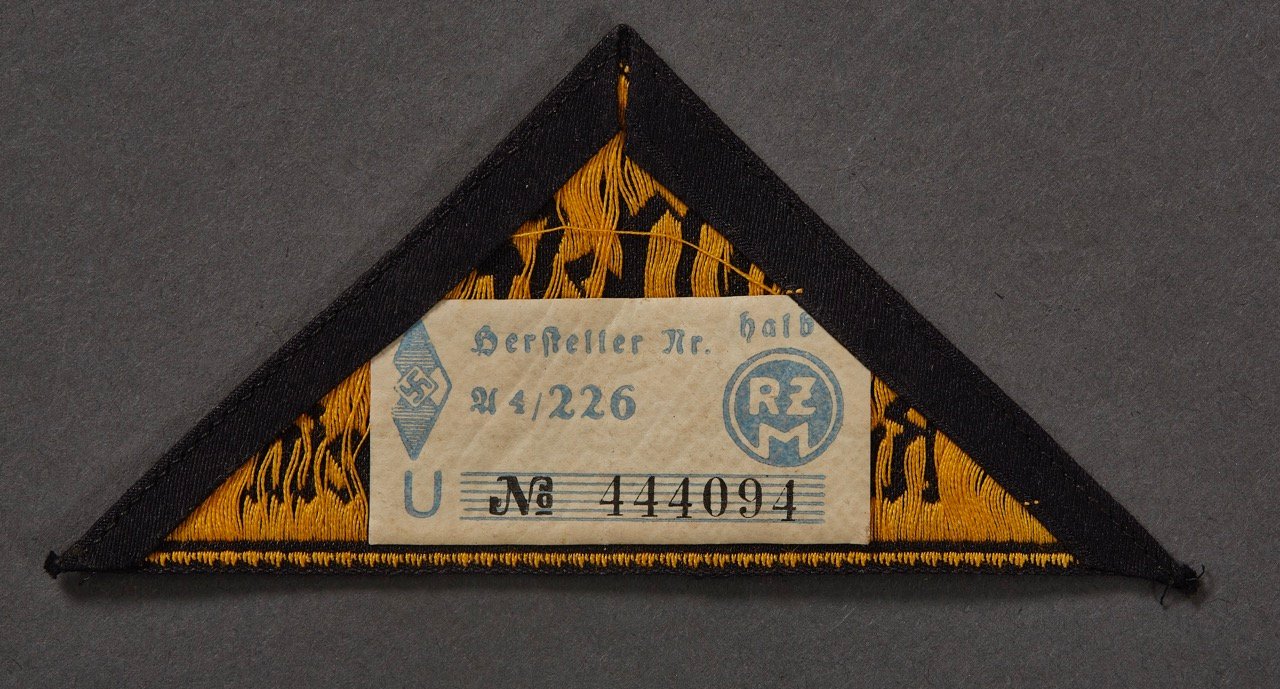 halb
Hersteller Nr.
A 4/226
RZM
U
No 444094